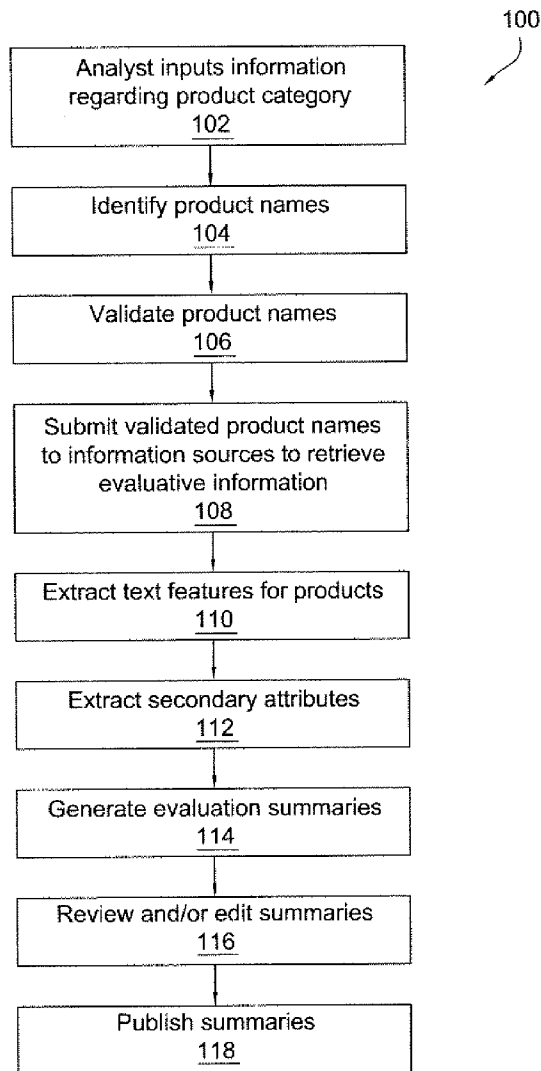 100
Analyst inputs information
regarding product category
102
Identify product names
104
Validate product names
106
Submit validated product names
to information sources to retrieve
evaluative information
108
Extract text features for products
110
Extract secondary attributes
112
Generate evaluation summaries
114
Review and/or edit summaries
116
Publish summaries
118